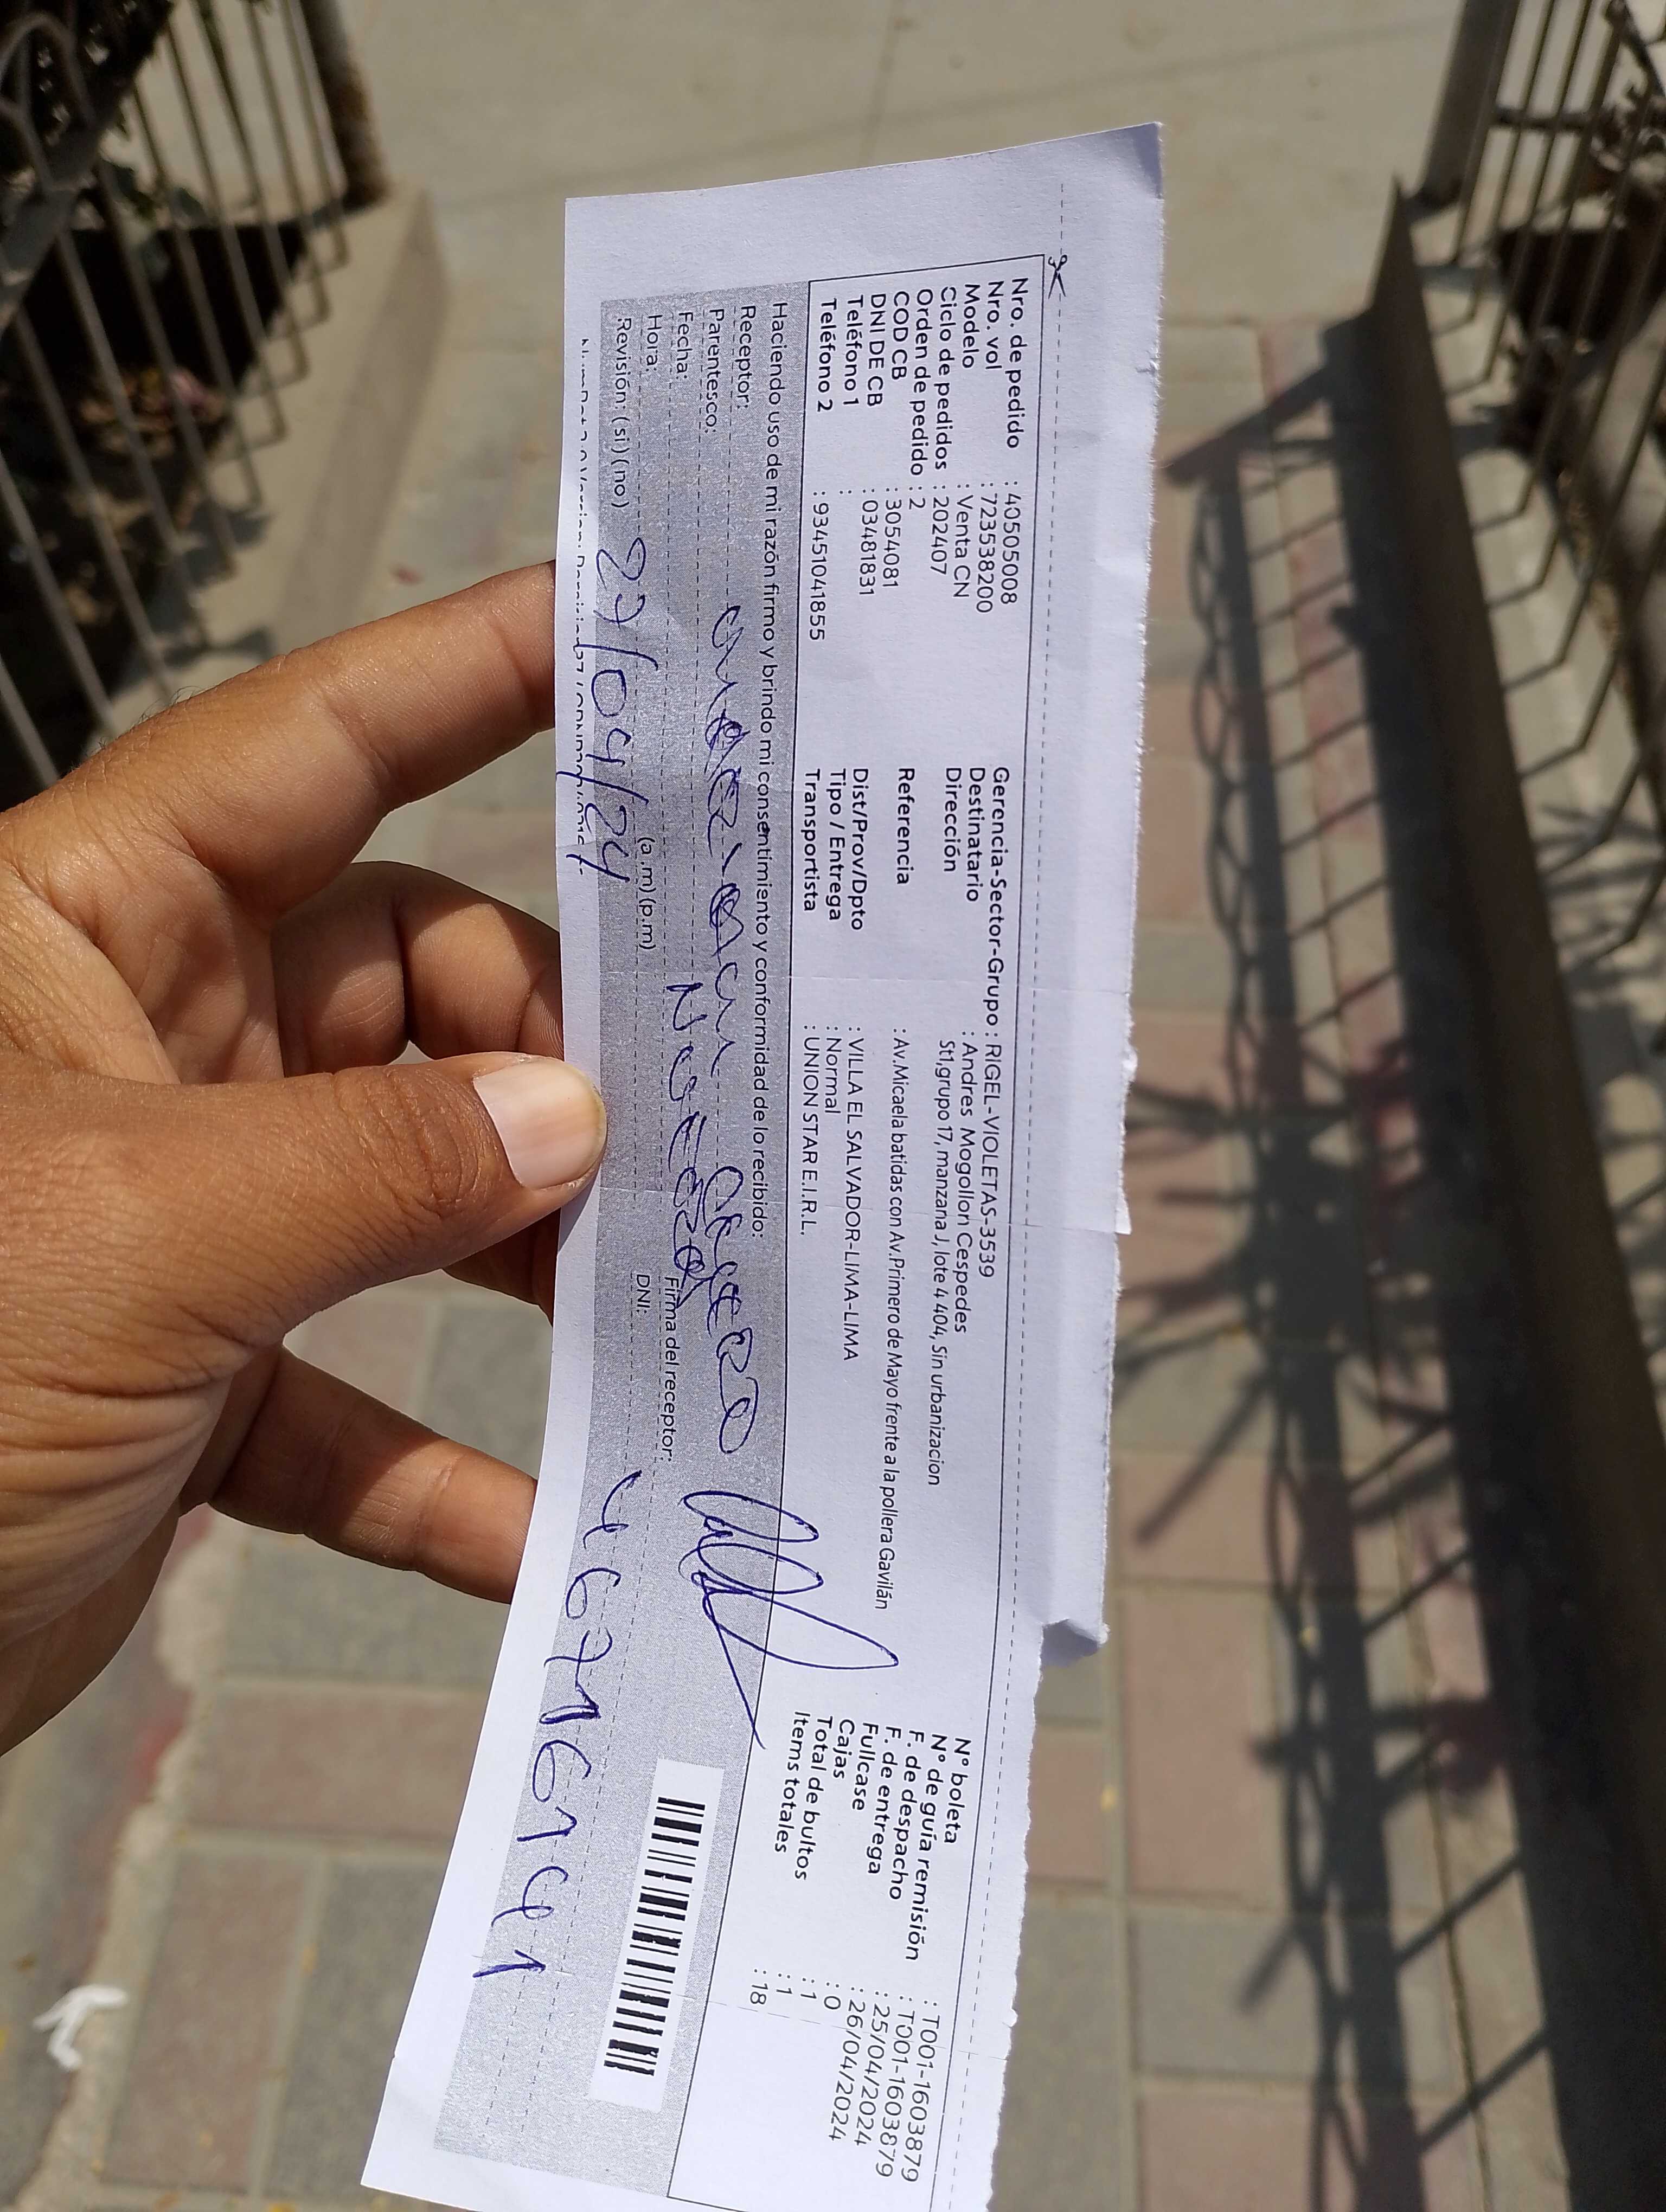 Nro. de pedido : 40505008
Nro. vol : 723538200
Modelo : Venta CN
Ciclo de pedidos : 202407
Orden de pedido : 2
COD CB : 3054081
DNI DE CB : 03481831
Teléfono 1 :
Teléfono 2 : 93451041855
Gerencia-Sector-Grupo : RIGEL-VIOLETAS-3539
Destinatario : Andres Mogollon Cespedes
Dirección St1,grupo 17, manzana J, lote 4 404, Sin urbanizacion
Referencia : Av.Micaela batidas con Av.Primero de Mayo frente a la pollera Gavilán
Dist/Prov/Dpto : VILLA EL SALVADOR-LIMA-LIMA
Tipo / Entrega : Normal
Transportista : UNION STAR E.I.R.L.
N° boleta : T001-1603879
N° de guía remisión : T001-1603879
F. de despacho : 25/04/2024
F. de entrega : 26/04/2024
Fullcase : 0
Cajas : 1
Total de bultos : 1
Items totales : 18
Haciendo uso de mi razón firmo y brindo mi consentimiento y conformidad de lo recibido:
Receptor:
Parentesco:
Fecha:
Hora: (a.m) (p.m)
Revisión: (si) (no) 27/04/24
Firma del receptor:
DNI: 46716141